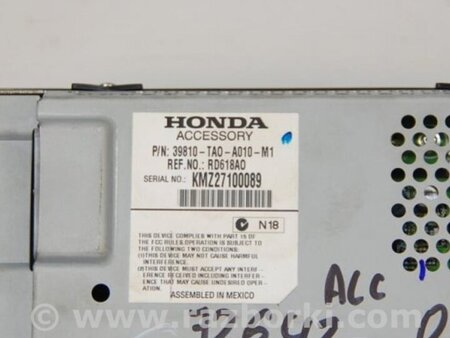 HONDA
ACCESSORY
P/N: 39810-TA0-A010-M1
REF.NO.: RD618A0
SERIAL NO.: KMZ27100089
N18
THIS DEVICE COMPLIES WITH PART 15 OF
THE FCC RULES.OPERATION IS SUBJECT TO
THE FOLLOWING TWO CONDITIONS:
(1)THIS DEVICE MAY NOT CAUSE HARMFUL
INTERFERENCE.
(2)THIS DEVICE MUST ACCEPT ANY INTERF-
ERENCE RECEIVED INCLUDING INTERFER-
ENCE THAT MAY CAUSE UNDESIRED OPER-
ATION.
ASSEMBLED IN MEXICO
ACC
www.razborki.com